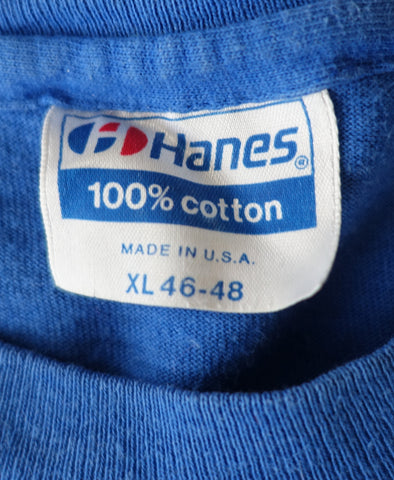 Hanes®
100% cotton
MADE IN U.S.A.
XL 46-48